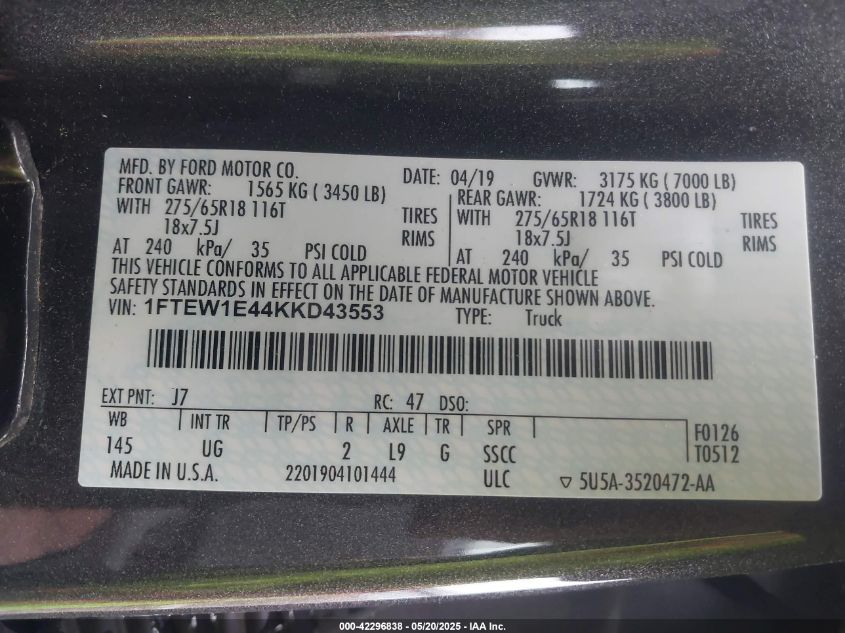 MFD. BY FORD MOTOR CO. DATE: 04/19 GVWR: 3175 KG ( 7000 LB)
FRONT GAWR: 1565 KG ( 3450 LB) REAR GAWR: 1724 KG ( 3800 LB)
WITH 275/65R18 116T TIRES WITH 275/65R18 116T TIRES
18x7.5J RIMS 18x7.5J RIMS
AT 240 kPa/ 35 PSI COLD AT 240 kPa/ 35 PSI COLD
THIS VEHICLE CONFORMS TO ALL APPLICABLE FEDERAL MOTOR VEHICLE
SAFETY STANDARDS IN EFFECT ON THE DATE OF MANUFACTURE SHOWN ABOVE.
VIN: 1FTEW1E44KKD43553 TYPE: Truck
EXT PNT: J7 RC: 47 DSO:
WB INT TR TP/PS R AXLE TR SPR F0126
145 UG 2 L9 G SSCC T0512
MADE IN U.S.A. 2201904101444 ULC ▽ 5U5A-3520472-AA
000-42296838 - 05/20/2025 - IAA Inc.